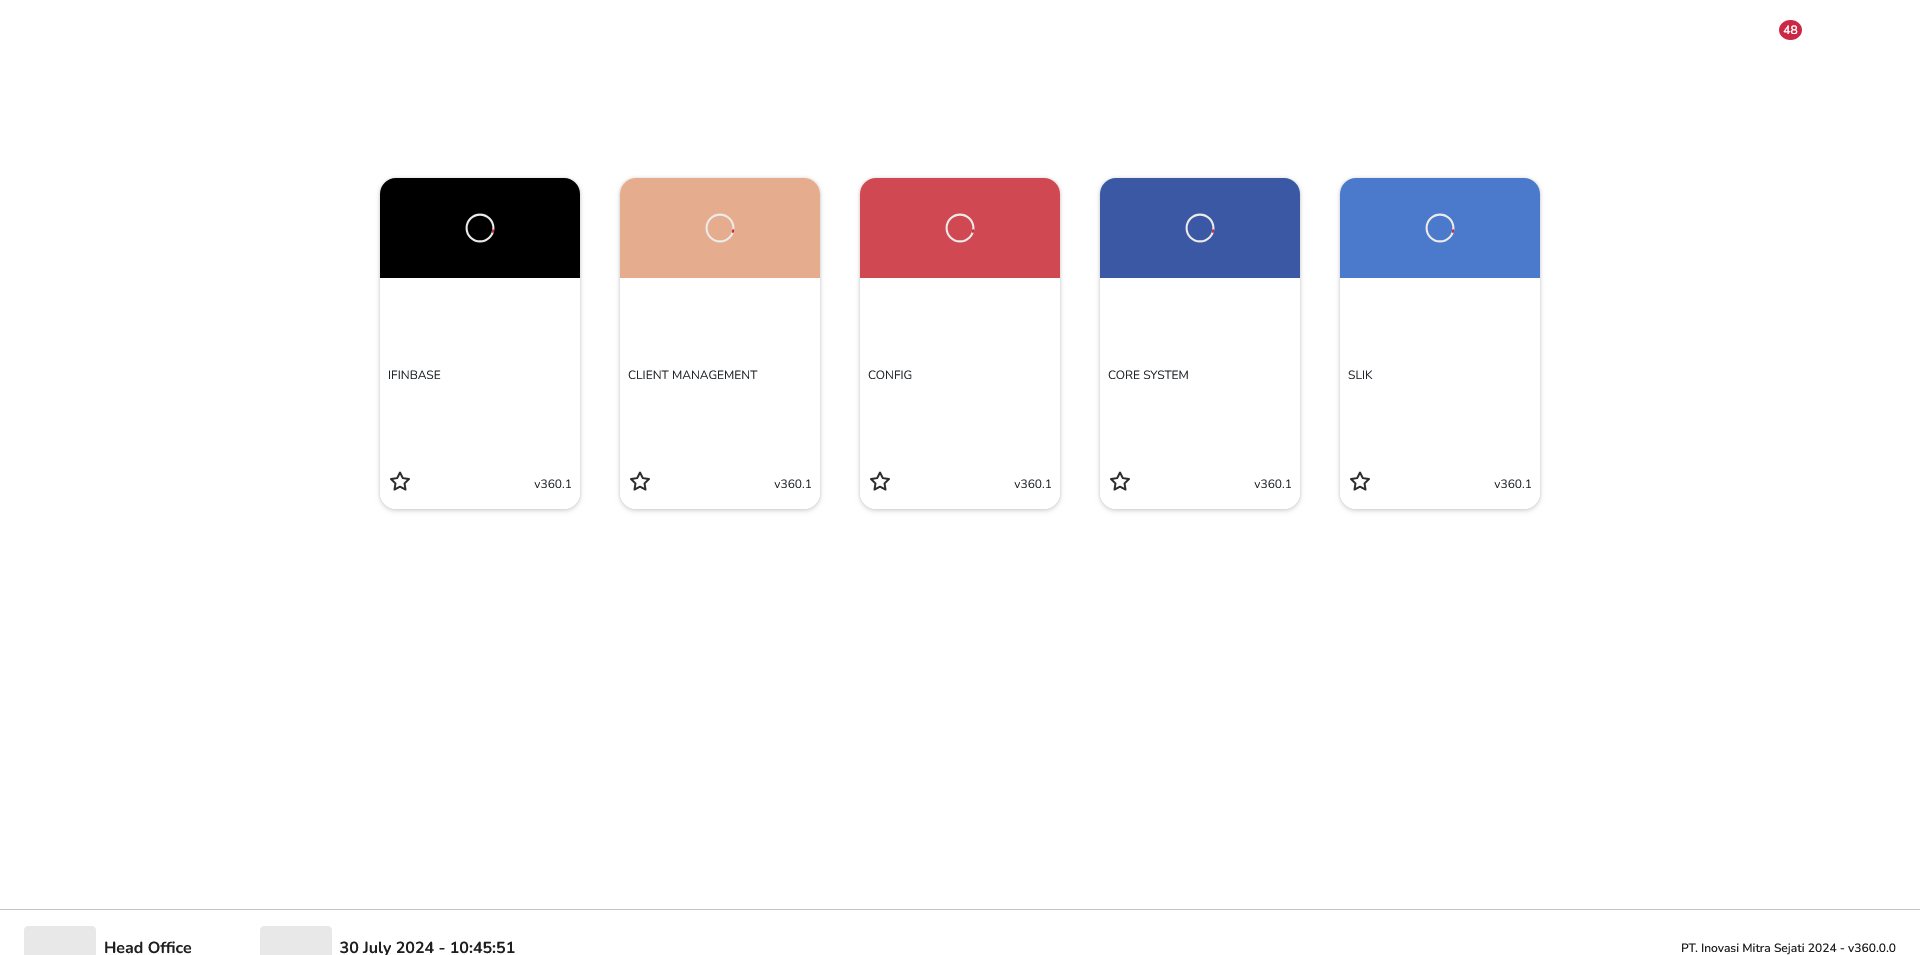 48
IFINBASE
CLIENT MANAGEMENT
CONFIG
CORE SYSTEM
SLIK
v360.1
v360.1
v360.1
v360.1
v360.1
Head Office
30 July 2024 - 10:45:51
PT. Inovasi Mitra Sejati 2024 - v360.0.0